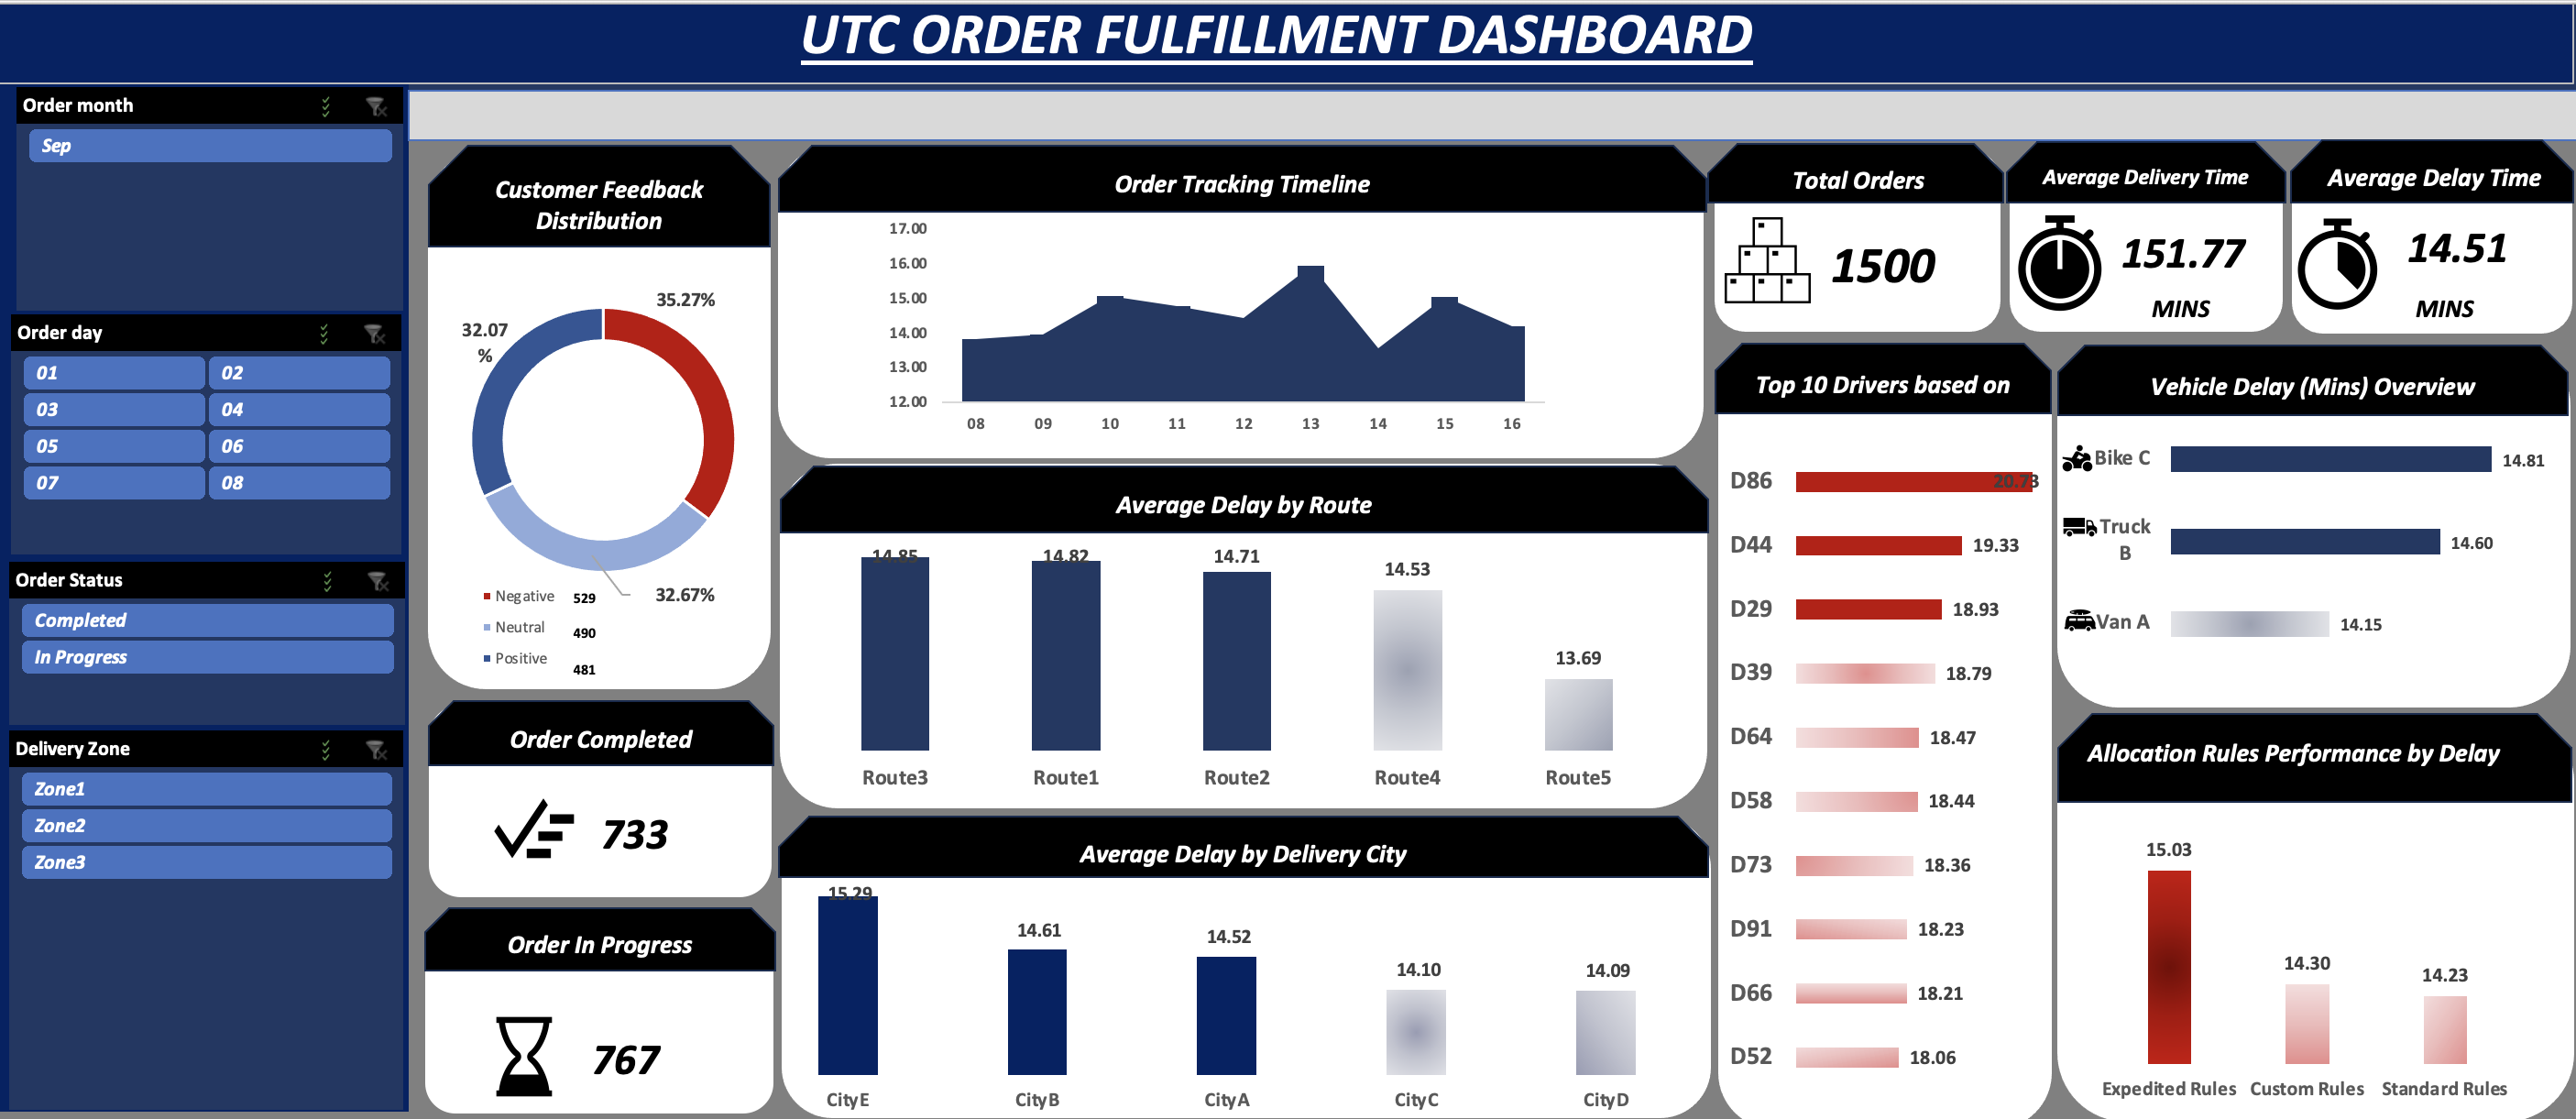 UTC ORDER FULFILLMENT DASHBOARD
Order month
Sep
Order day
01
02
03
04
05
06
07
08
Order Status
Completed
In Progress
Delivery Zone
Zone1
Zone2
Zone3
Customer Feedback
Distribution
35.27%
32.07
%
32.67%
Negative 529
Neutral 490
Positive 481
Order Completed
733
Order In Progress
767
Order Tracking Timeline
17.00
16.00
15.00
14.00
13.00
12.00
08 09 10 11 12 13 14 15 16
Average Delay by Route
14.85 14.82 14.71 14.53 13.69
Route3 Route1 Route2 Route4 Route5
Average Delay by Delivery City
15.29 14.61 14.52 14.10 14.09
CityE CityB CityA CityC CityD
Total Orders
1500
Average Delivery Time
151.77
MINS
Average Delay Time
14.51
MINS
Top 10 Drivers based on
D86 20.73
D44 19.33
D29 18.93
D39 18.79
D64 18.47
D58 18.44
D73 18.36
D91 18.23
D66 18.21
D52 18.06
Vehicle Delay (Mins) Overview
Bike C 14.81
Truck
B 14.60
Van A 14.15
Allocation Rules Performance by Delay
15.03 14.30 14.23
Expedited Rules Custom Rules Standard Rules